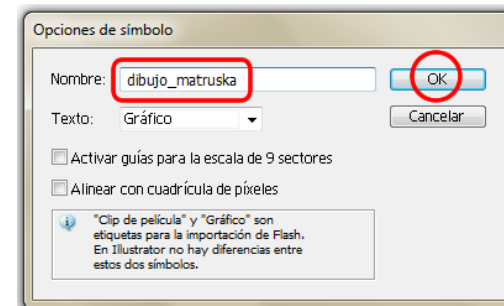 Opciones de símbolo
Nombre: dibujo_matruska OK
Texto: Gráfico Cancelar
Activar guías para la escala de 9 sectores
Alinear con cuadrícula de píxeles
"Clip de película" y "Gráfico" son
etiquetas para la importación de Flash.
En Illustrator no hay diferencias entre
estos dos símbolos.